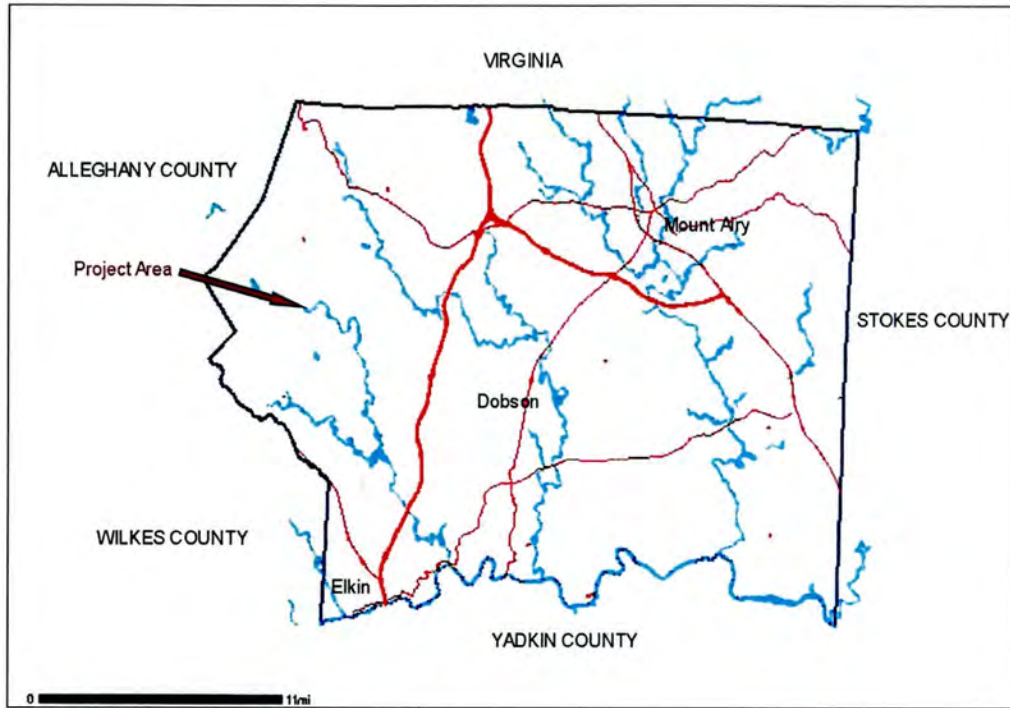 VIRGINIA
ALLEGHANY COUNTY
Mount Airy
Project Area
STOKES COUNTY
Dobson
WILKES COUNTY
Elkin
YADKIN COUNTY
0 11mi